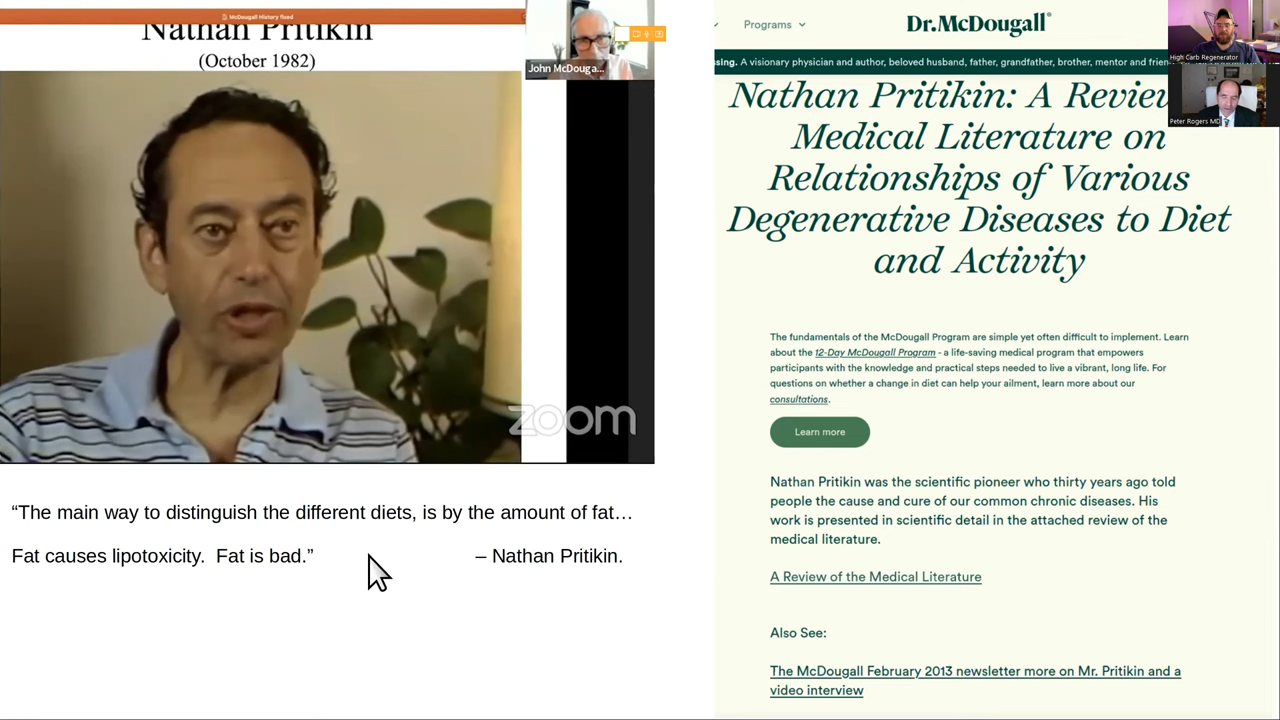 McDougall History fixed
Nathan Pritikin
(October 1982)
John McDouga...
zoom
“The main way to distinguish the different diets, is by the amount of fat…
Fat causes lipotoxicity.  Fat is bad.”
– Nathan Pritikin.
Programs
Dr.McDougall®
ssing. A visionary physician and author, beloved husband, father, grandfather, brother, mentor and frien
High Carb Regenerator
Peter Rogers MD
Nathan Pritikin: A Review
Medical Literature on
Relationships of Various
Degenerative Diseases to Diet
and Activity
The fundamentals of the McDougall Program are simple yet often difficult to implement. Learn
about the 12-Day McDougall Program - a life-saving medical program that empowers
participants with the knowledge and practical steps needed to live a vibrant, long life. For
questions on whether a change in diet can help your ailment, learn more about our
consultations.
Learn more
Nathan Pritikin was the scientific pioneer who thirty years ago told
people the cause and cure of our common chronic diseases. His
work is presented in scientific detail in the attached review of the
medical literature.
A Review of the Medical Literature
Also See:
The McDougall February 2013 newsletter more on Mr. Pritikin and a
video interview